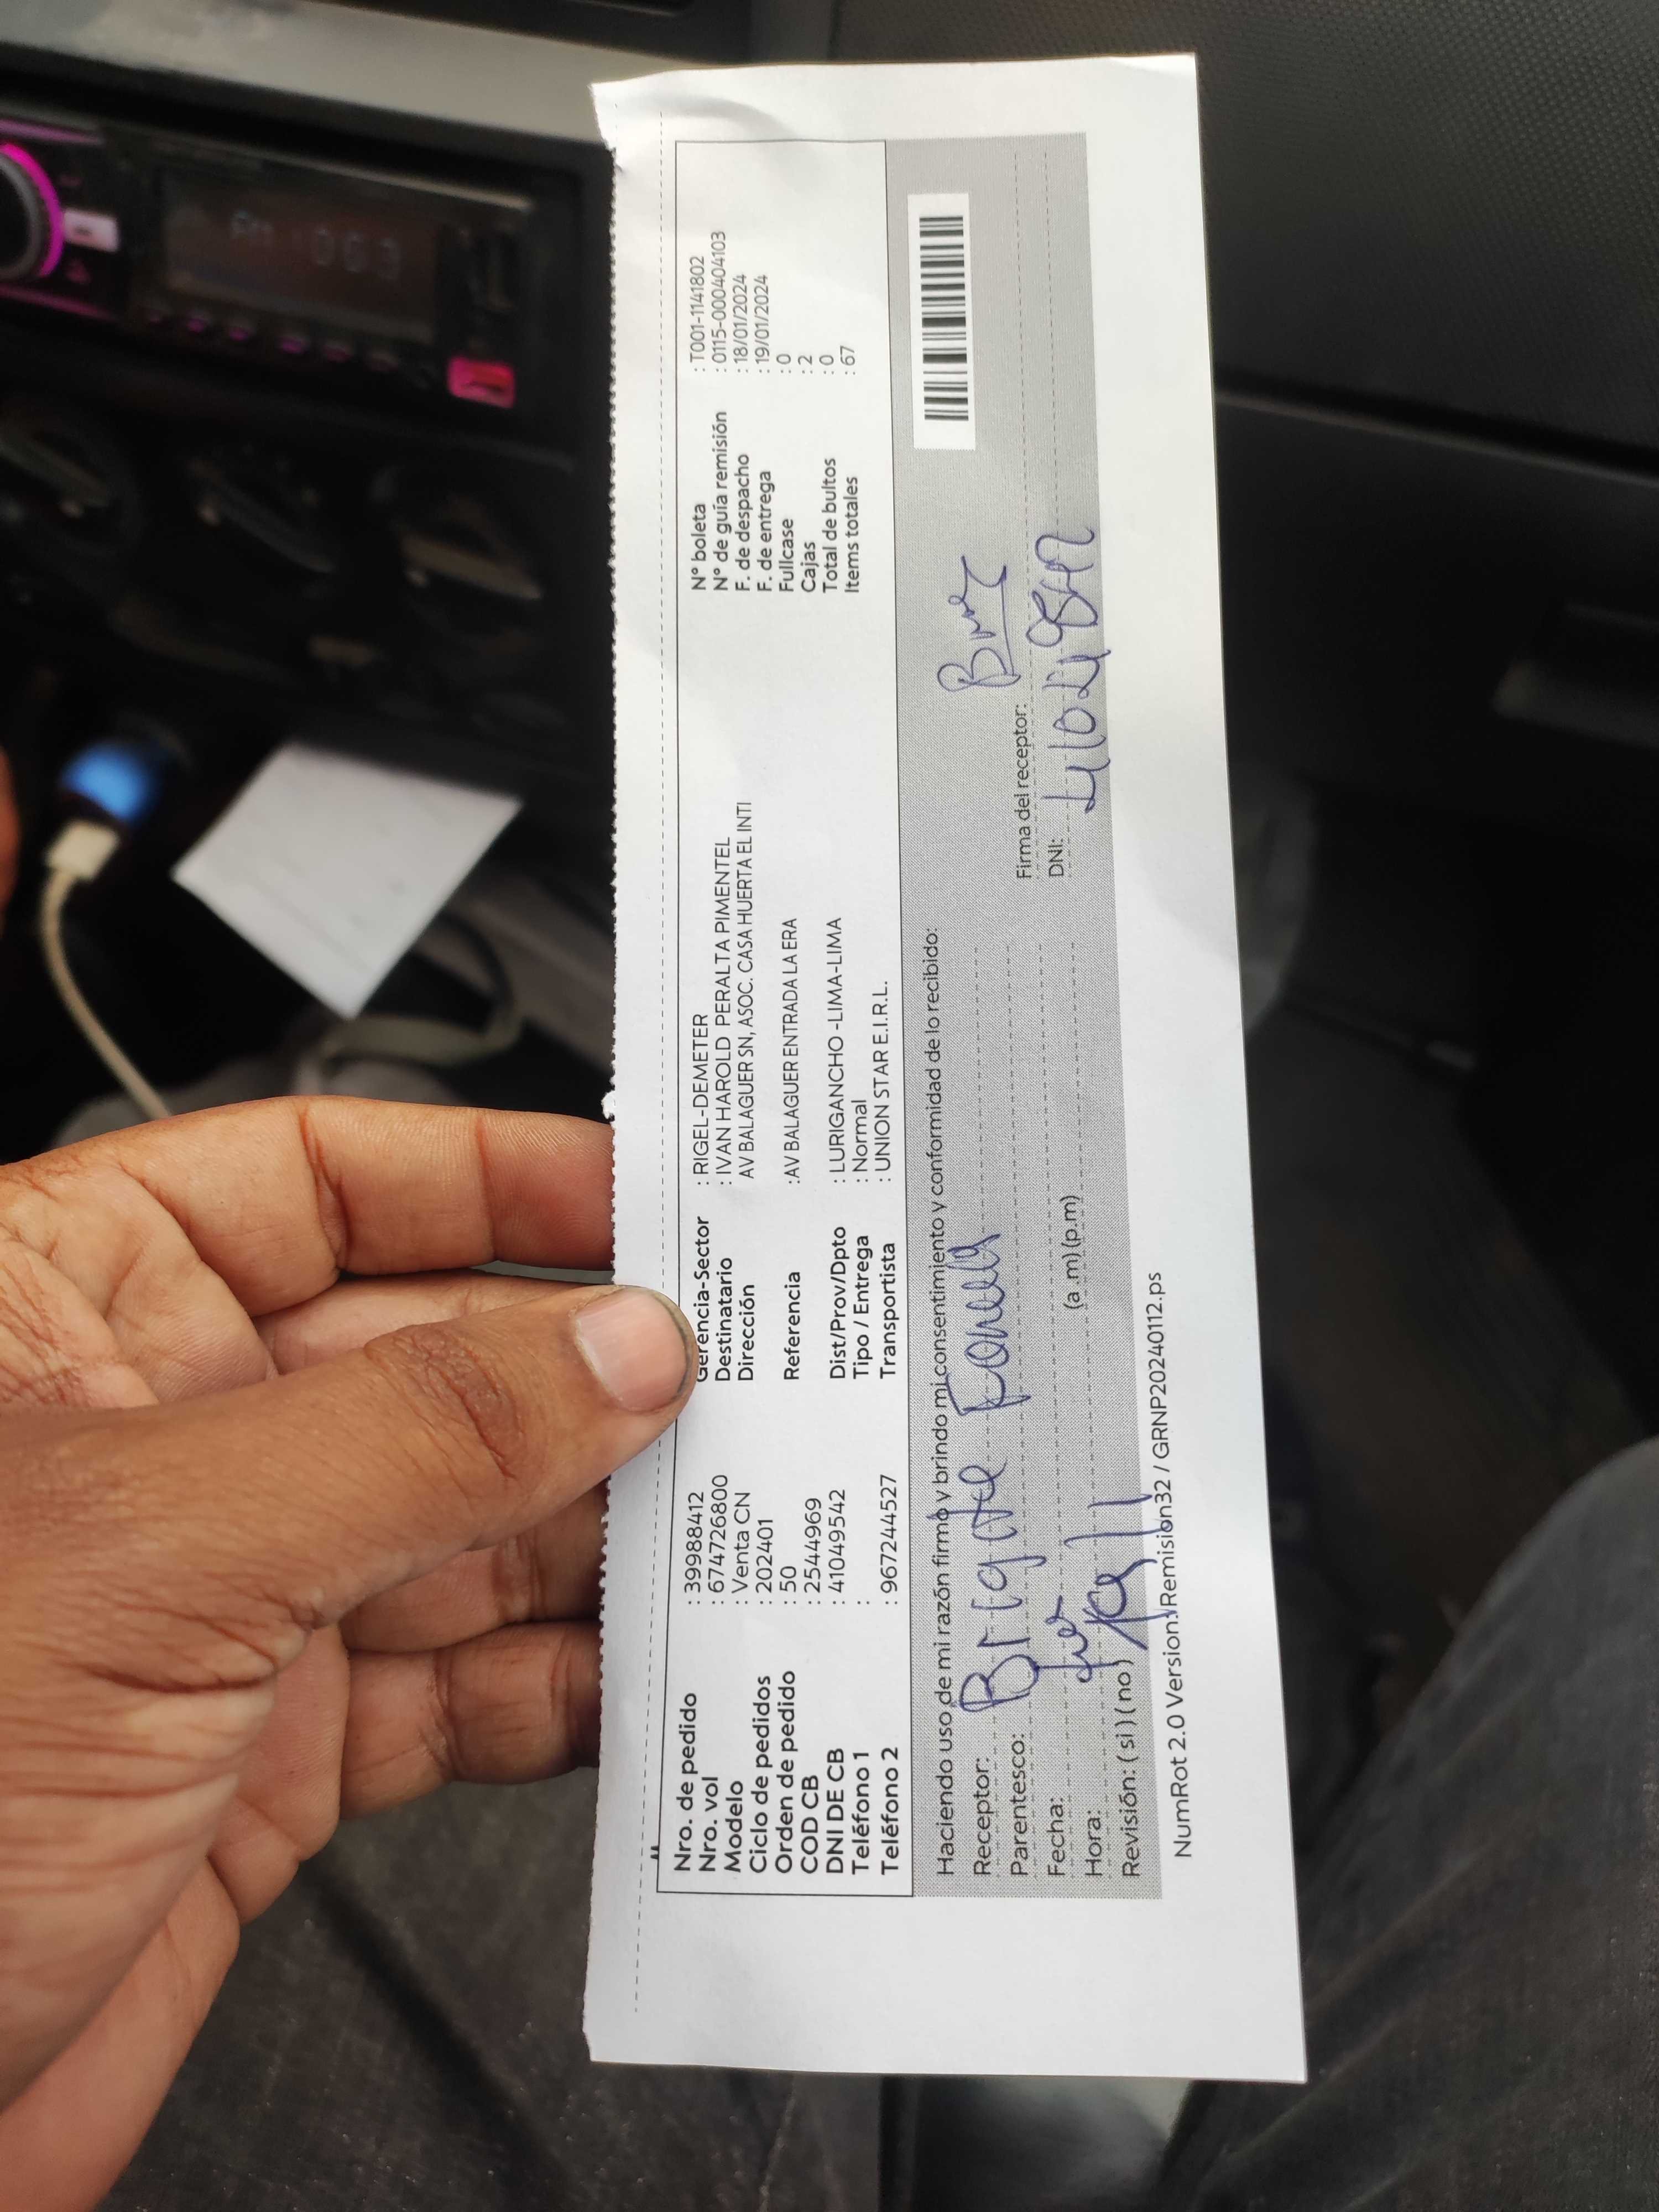 Nro. de pedido : 39988412
Nro. vol : 674726800
Modelo : Venta CN
Ciclo de pedidos : 202401
Orden de pedido : 50
COD CB : 25444969
DNI DE CB : 41049542
Teléfono 1 :
Teléfono 2 : 967244527
Gerencia-Sector : RIGEL-DEMETER
Destinatario : IVAN HAROLD PERALTA PIMENTEL
Dirección AV BALAGUER SN, ASOC. CASA HUERTA EL INTI
Referencia : AV BALAGUER ENTRADA LA ERA
Dist/Prov/Dpto : LURIGANCHO -LIMA-LIMA
Tipo / Entrega : Normal
Transportista : UNION STAR E.I.R.L.
N° boleta : T001-1141802
N° de guía remisión : 0115-000404103
F. de despacho : 18/01/2024
F. de entrega : 19/01/2024
Fullcase : 0
Cajas : 2
Total de bultos : 0
Items totales : 67
Haciendo uso de mi razón firmo y brindo mi consentimiento y conformidad de lo recibido:
Receptor:
Parentesco:
Fecha:
Hora: (a .m) (p.m)
Revisión: ( si ) ( no )
Firma del receptor:
DNI:
NumRot 2.0 Version: Remision32 / GRNP20240112.ps